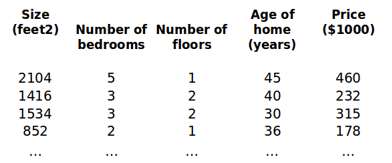 Size (feet2) Number of bedrooms Number of floors Age of home (years) Price ($1000)
2104 5 1 45 460
1416 3 2 40 232
1534 3 2 30 315
852 2 1 36 178
... ... ... ... ...